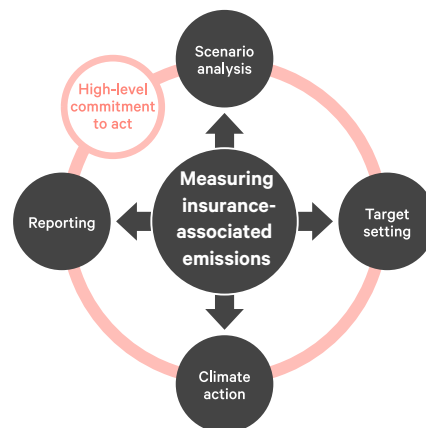 Scenario
analysis
High-level
commitment
to act
Measuring
insurance-
associated
emissions
Reporting
Target
setting
Climate
action